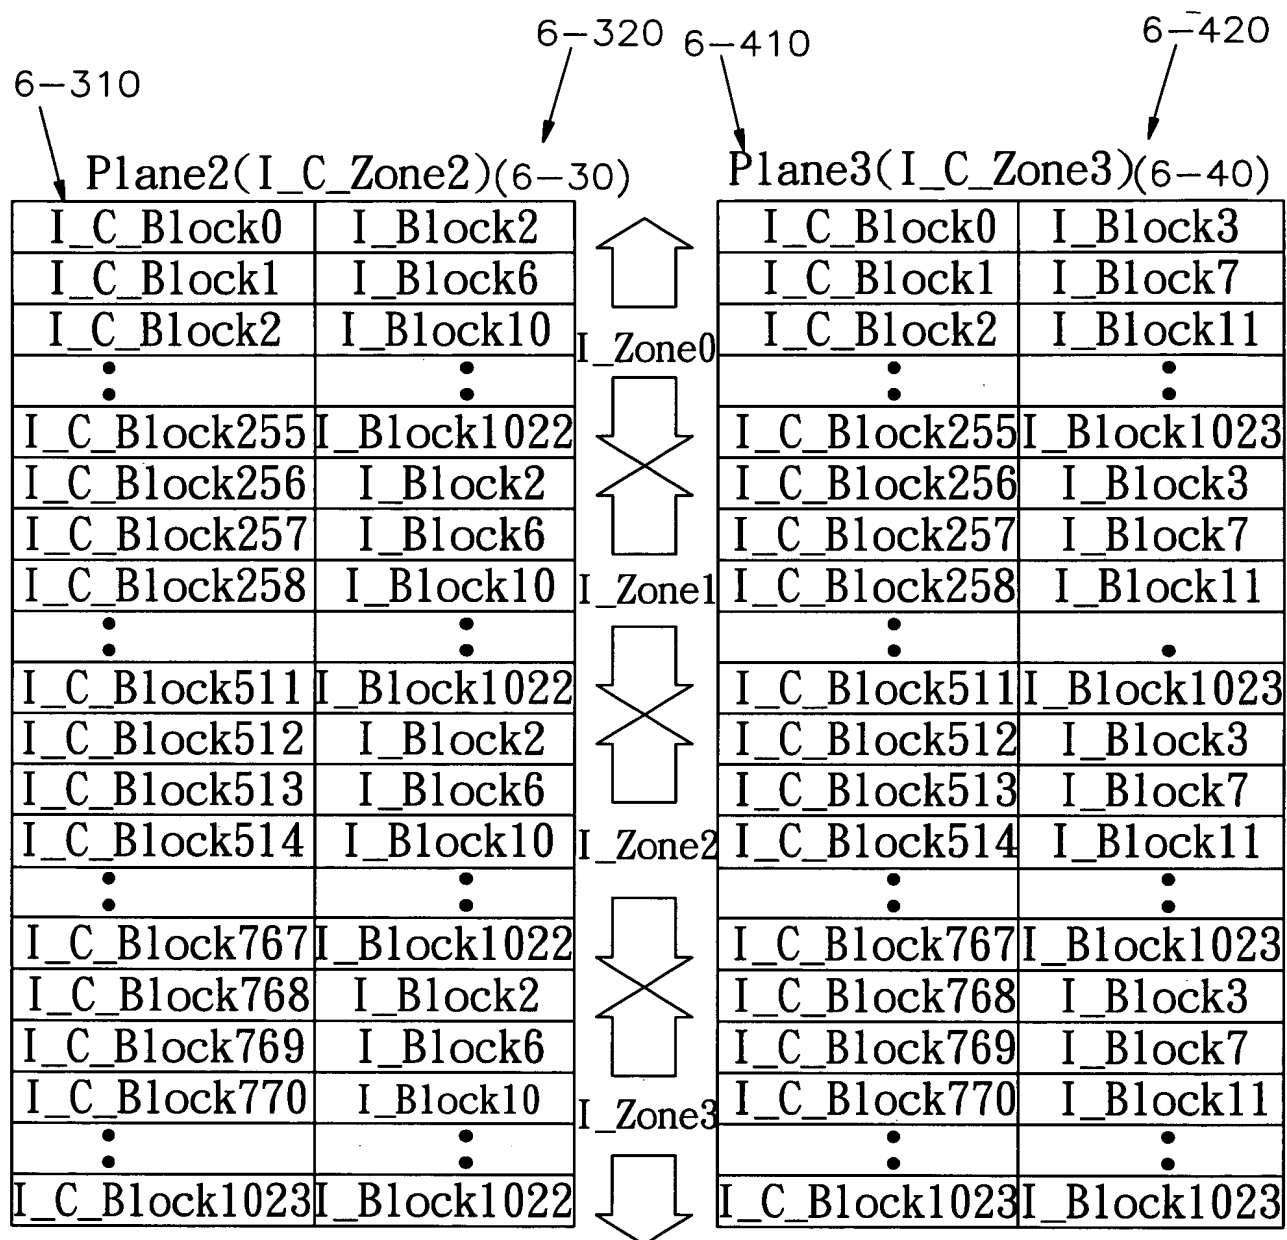 6-320 6-410 6-420
6-310
Plane2(I_C_Zone2)(6-30) Plane3(I_C_Zone3)(6-40)
I_C_Block0 I_Block2 I_C_Block0 I_Block3
I_C_Block1 I_Block6 I_C_Block1 I_Block7
I_C_Block2 I_Block10 I_C_Block2 I_Block11
I_Zone0
I_C_Block255 I_Block1022 I_C_Block255 I_Block1023
I_C_Block256 I_Block2 I_C_Block256 I_Block3
I_C_Block257 I_Block6 I_C_Block257 I_Block7
I_C_Block258 I_Block10 I_Zone1 I_C_Block258 I_Block11
I_C_Block511 I_Block1022 I_C_Block511 I_Block1023
I_C_Block512 I_Block2 I_C_Block512 I_Block3
I_C_Block513 I_Block6 I_C_Block513 I_Block7
I_C_Block514 I_Block10 I_Zone2 I_C_Block514 I_Block11
I_C_Block767 I_Block1022 I_C_Block767 I_Block1023
I_C_Block768 I_Block2 I_C_Block768 I_Block3
I_C_Block769 I_Block6 I_C_Block769 I_Block7
I_C_Block770 I_Block10 I_Zone3 I_C_Block770 I_Block11
I_C_Block1023 I_Block1022 I_C_Block1023 I_Block1023